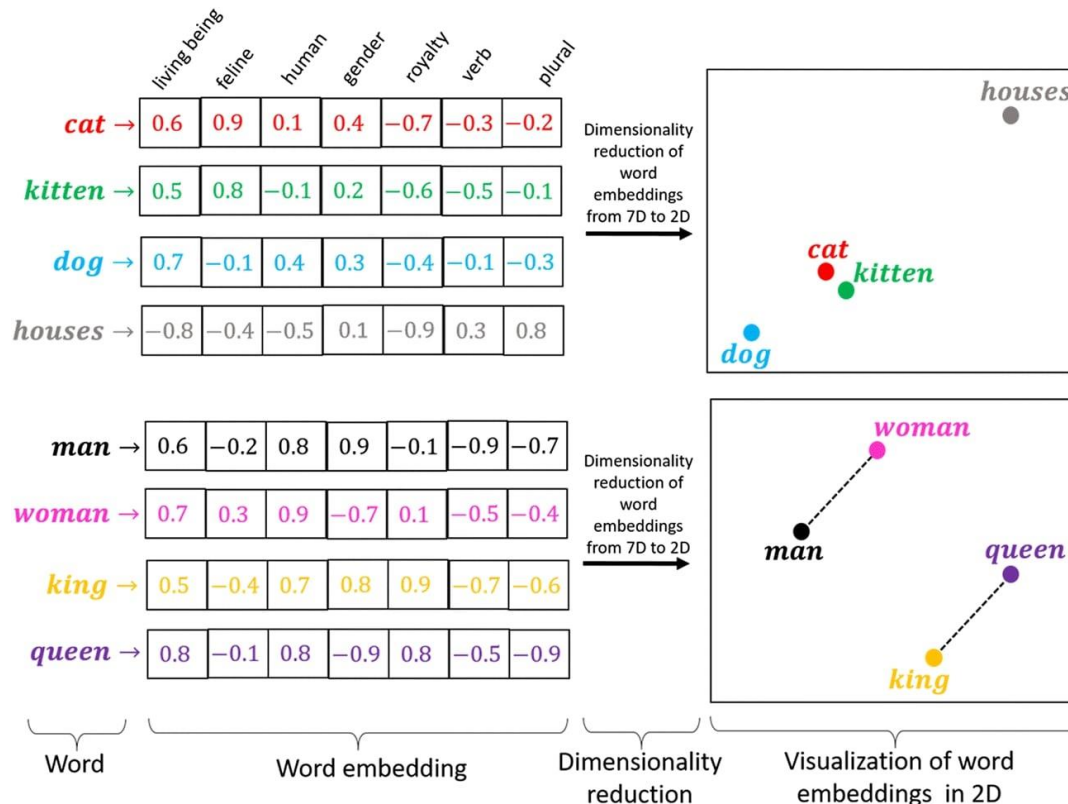 living being feline human gender royalty verb plural
cat → 0.6 0.9 0.1 0.4 −0.7 −0.3 −0.2
kitten → 0.5 0.8 −0.1 0.2 −0.6 −0.5 −0.1
dog → 0.7 −0.1 0.4 0.3 −0.4 −0.1 −0.3
houses → −0.8 −0.4 −0.5 0.1 −0.9 0.3 0.8
Dimensionality
reduction of
word
embeddings
from 7D to 2D
houses
cat
kitten
dog
man → 0.6 −0.2 0.8 0.9 −0.1 −0.9 −0.7
woman → 0.7 0.3 0.9 −0.7 0.1 −0.5 −0.4
king → 0.5 −0.4 0.7 0.8 0.9 −0.7 −0.6
queen → 0.8 −0.1 0.8 −0.9 0.8 −0.5 −0.9
Dimensionality
reduction of
word
embeddings
from 7D to 2D
woman
man
queen
king
Word
Word embedding
Dimensionality
reduction
Visualization of word
embeddings in 2D